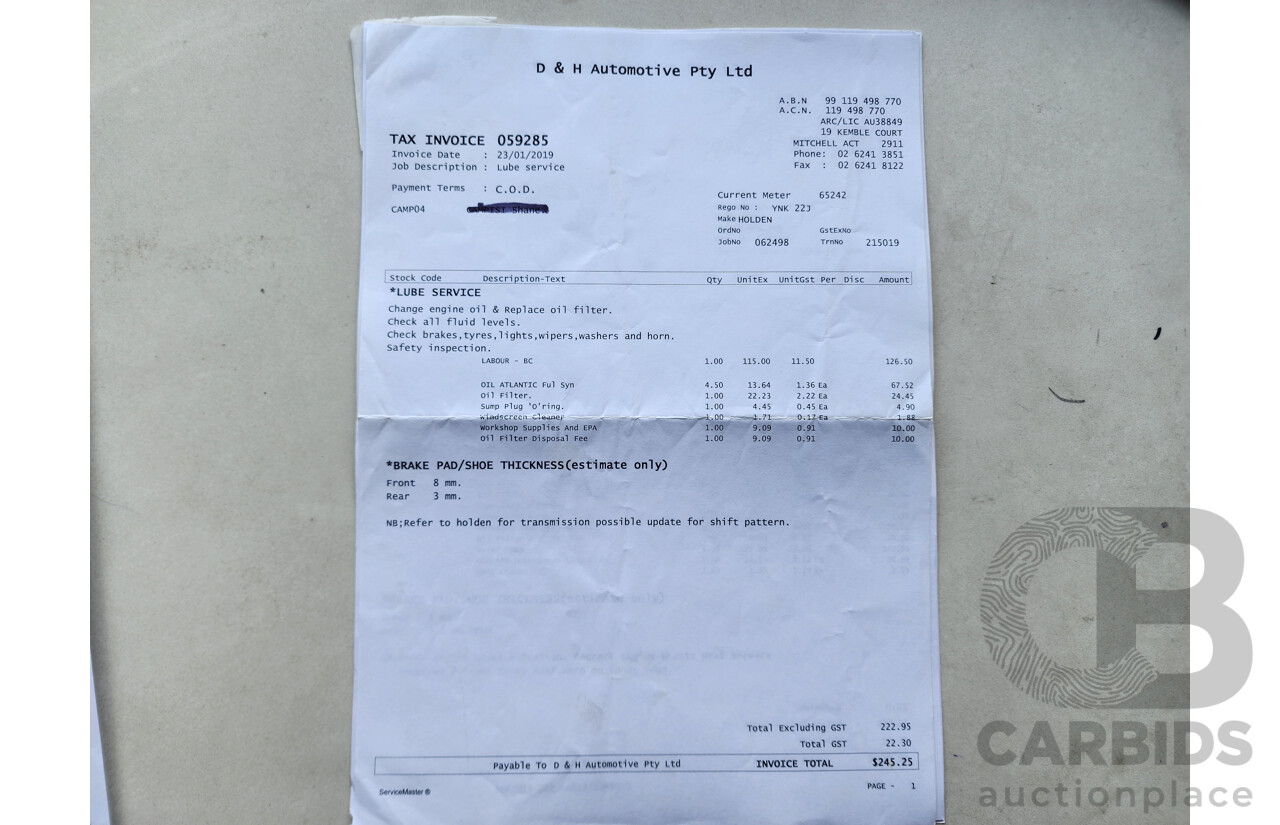 D & H Automotive Pty Ltd
A.B.N 99 119 498 770
A.C.N. 119 498 770
ARC/LIC AU38849
19 KEMBLE COURT
MITCHELL ACT 2911
Phone: 02 6241 3851
Fax : 02 6241 8122
TAX INVOICE 059285
Invoice Date : 23/01/2019
Job Description : Lube service
Payment Terms : C.O.D.
CAMP04
Current Meter 65242
Rego No : YNK 22J
Make HOLDEN
OrdNo GstExNo
JobNo 062498 TrnNo 215019
Stock Code Description-Text Qty UnitEx UnitGst Per Disc Amount
*LUBE SERVICE
Change engine oil & Replace oil filter.
Check all fluid levels.
Check brakes,tyres,lights,wipers,washers and horn.
Safety inspection.
LABOUR - BC 1.00 115.00 11.50 126.50
OIL ATLANTIC Ful Syn 4.50 13.64 1.36 Ea 67.52
Oil Filter. 1.00 22.23 2.22 Ea 24.45
Sump Plug 'O'ring. 1.00 4.45 0.45 Ea 4.90
Windscreen Cleaner 1.00 1.71 0.17 Ea 1.88
Workshop Supplies And EPA 1.00 9.09 0.91 10.00
Oil Filter Disposal Fee 1.00 9.09 0.91 10.00
*BRAKE PAD/SHOE THICKNESS(estimate only)
Front 8 mm.
Rear 3 mm.
NB;Refer to holden for transmission possible update for shift pattern.
Total Excluding GST 222.95
Total GST 22.30
Payable To D & H Automotive Pty Ltd INVOICE TOTAL $245.25
ServiceMaster ® PAGE - 1
CB
CARBIDS
auctionplace